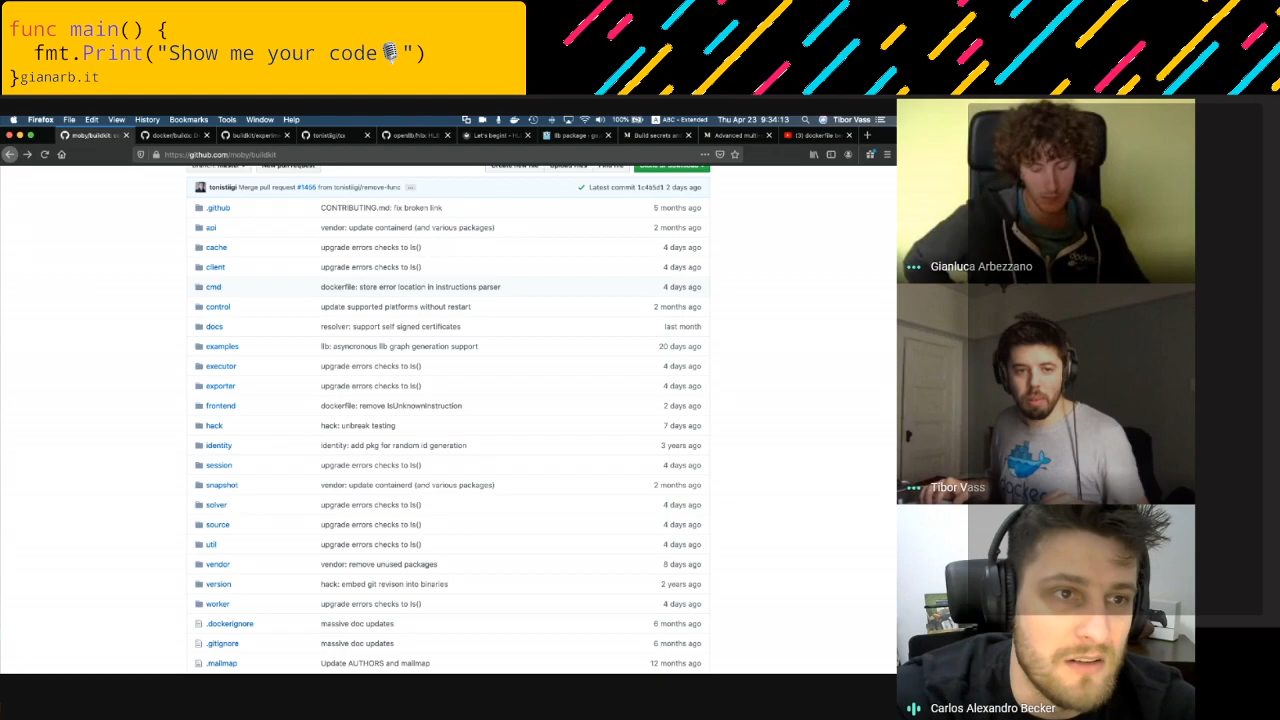 func main() {
fmt.Print("Show me your code🎙")
}gianarb.it
Firefox File Edit View History Bookmarks Tools Window Help 100% ABC - Extended Thu Apr 23 9:34:13 Tibor Vass
https://github.com/moby/buildkit
tonistiigi Merge pull request #1456 from tonistiigi/remove-func Latest commit 1c4b5d1 2 days ago
.github CONTRIBUTING.md: fix broken link 5 months ago
api vendor: update containerd (and various packages) 2 months ago
cache upgrade errors checks to Is() 4 days ago
client upgrade errors checks to Is() 4 days ago
cmd dockerfile: store error location in instructions parser 4 days ago
control update supported platforms without restart 2 months ago
docs resolver: support self signed certificates last month
examples llb: asyncronous llb graph generation support 20 days ago
executor upgrade errors checks to Is() 4 days ago
exporter upgrade errors checks to Is() 4 days ago
frontend dockerfile: remove IsUnknownInstruction 2 days ago
hack hack: unbreak testing 7 days ago
identity identity: add pkg for random id generation 3 years ago
session upgrade errors checks to Is() 4 days ago
snapshot vendor: update containerd (and various packages) 2 months ago
solver upgrade errors checks to Is() 4 days ago
source upgrade errors checks to Is() 4 days ago
util upgrade errors checks to Is() 4 days ago
vendor vendor: remove unused packages 8 days ago
version hack: embed git revison into binaries 2 years ago
worker upgrade errors checks to Is() 4 days ago
.dockerignore massive doc updates 6 months ago
.gitignore massive doc updates 6 months ago
.mailmap Update AUTHORS and mailmap 12 months ago
Gianluca Arbezzano
Tibor Vass
Carlos Alexandro Becker